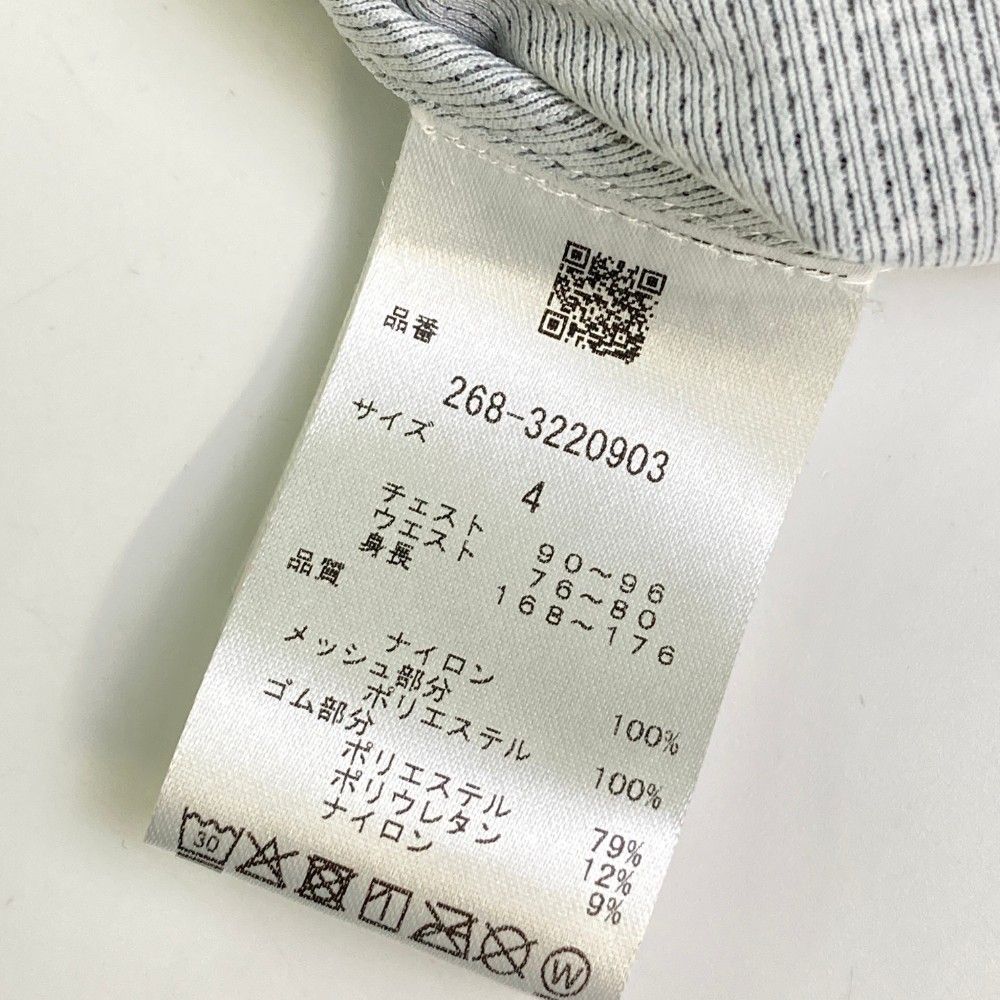 品番
268-3220903
サイズ
4
チェスト 90～96
ウエスト 76～80
身長 168～176
品質
ナイロン 100%
メッシュ部分
ポリエステル 100%
ゴム部分
ポリエステル 79%
ポリウレタン 12%
ナイロン 9%
30
W